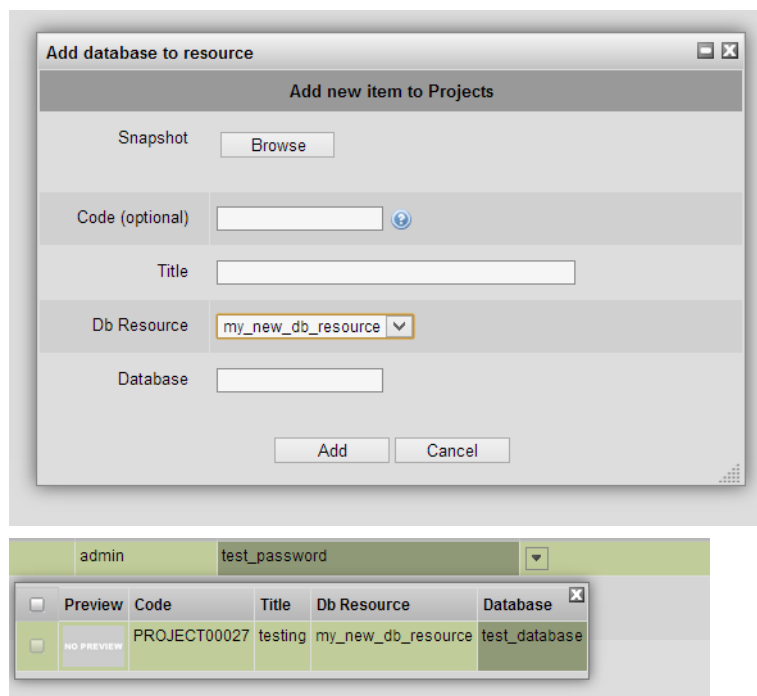 Add database to resource
Add new item to Projects
Snapshot Browse
Code (optional)
Title
Db Resource my_new_db_resource
Database
Add Cancel
admin test_password
Preview Code Title Db Resource Database
NO PREVIEW PROJECT00027 testing my_new_db_resource test_database